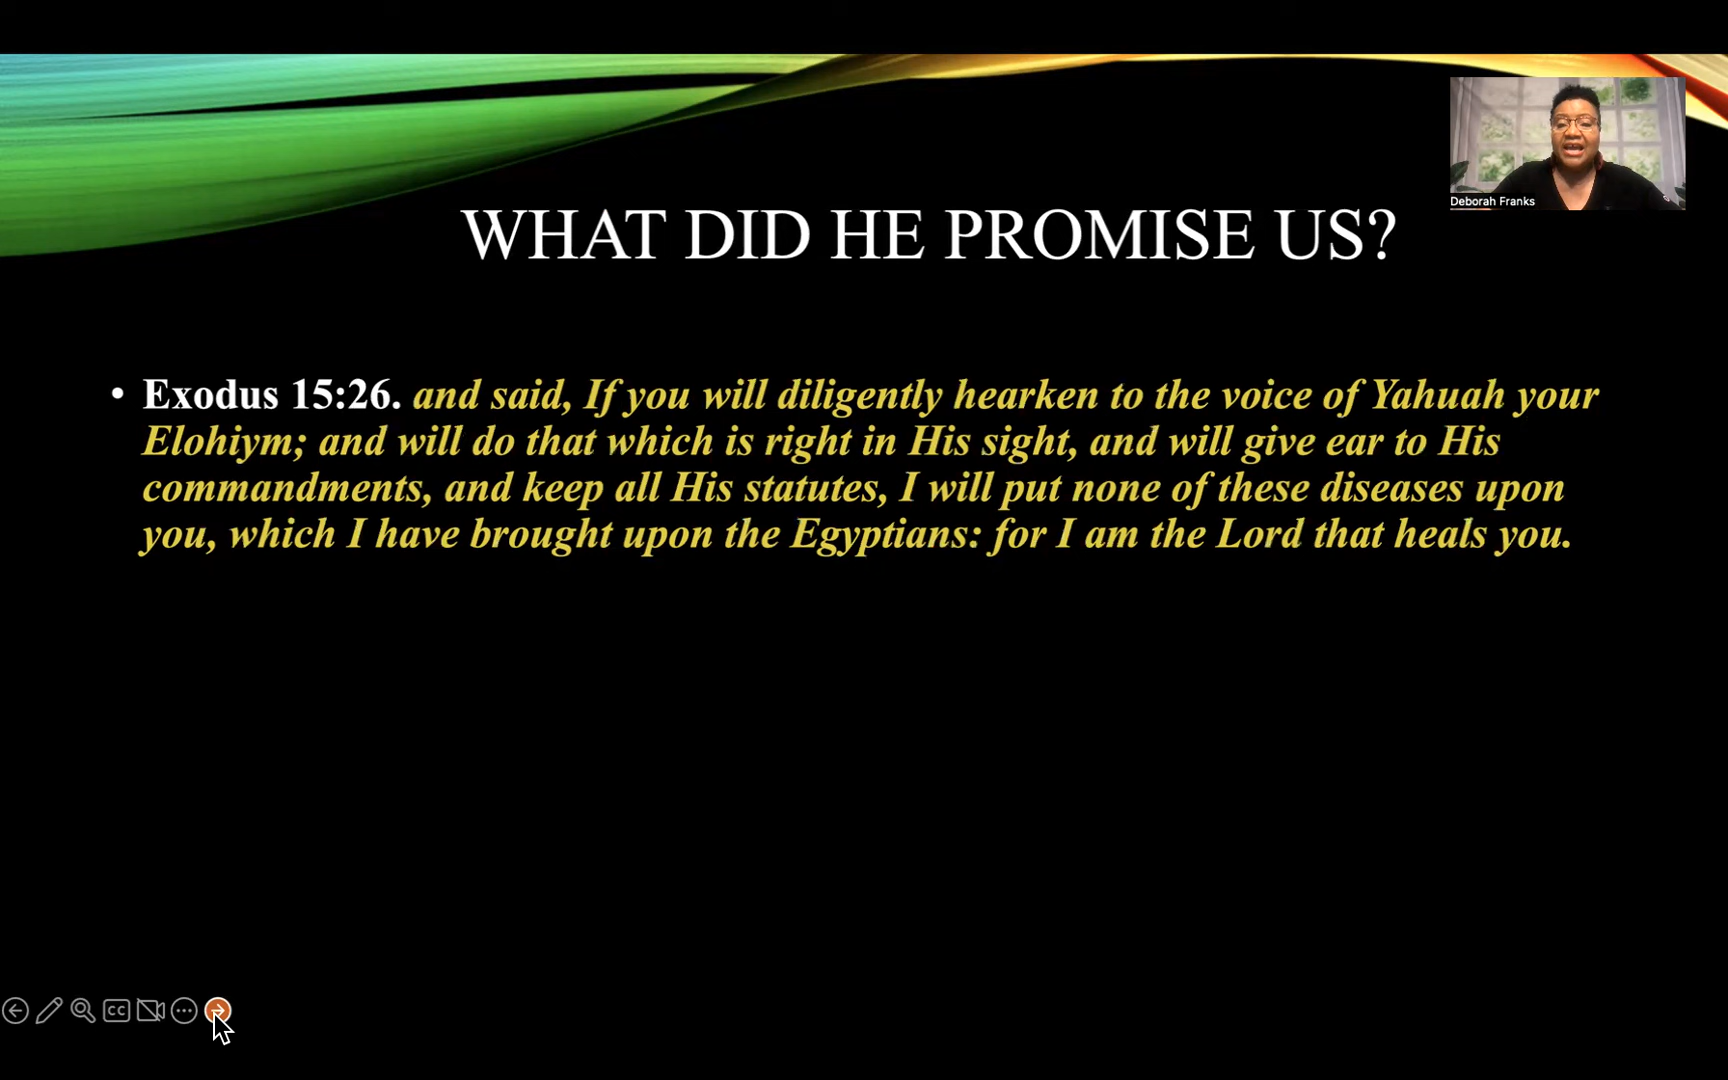 Deborah Franks
WHAT DID HE PROMISE US?
• Exodus 15:26. and said, If you will diligently hearken to the voice of Yahuah your
Elohiym; and will do that which is right in His sight, and will give ear to His
commandments, and keep all His statutes, I will put none of these diseases upon
you, which I have brought upon the Egyptians: for I am the Lord that heals you.
CC